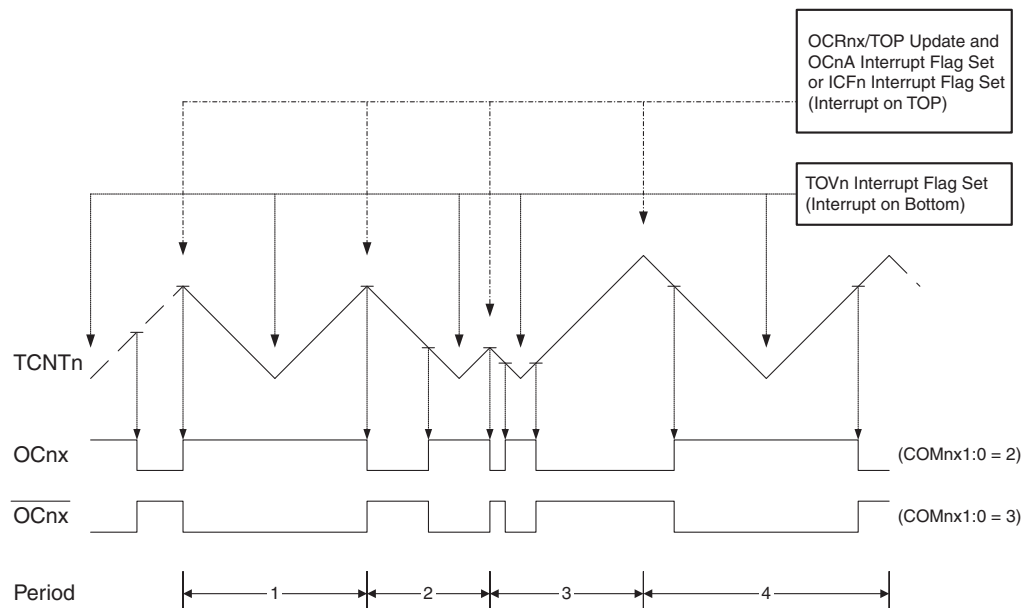 OCRnx/TOP Update and
OCnA Interrupt Flag Set
or ICFn Interrupt Flag Set
(Interrupt on TOP)
TOVn Interrupt Flag Set
(Interrupt on Bottom)
TCNTn
OCnx
(COMnx1:0 = 2)
OCnx
(COMnx1:0 = 3)
Period
1
2
3
4